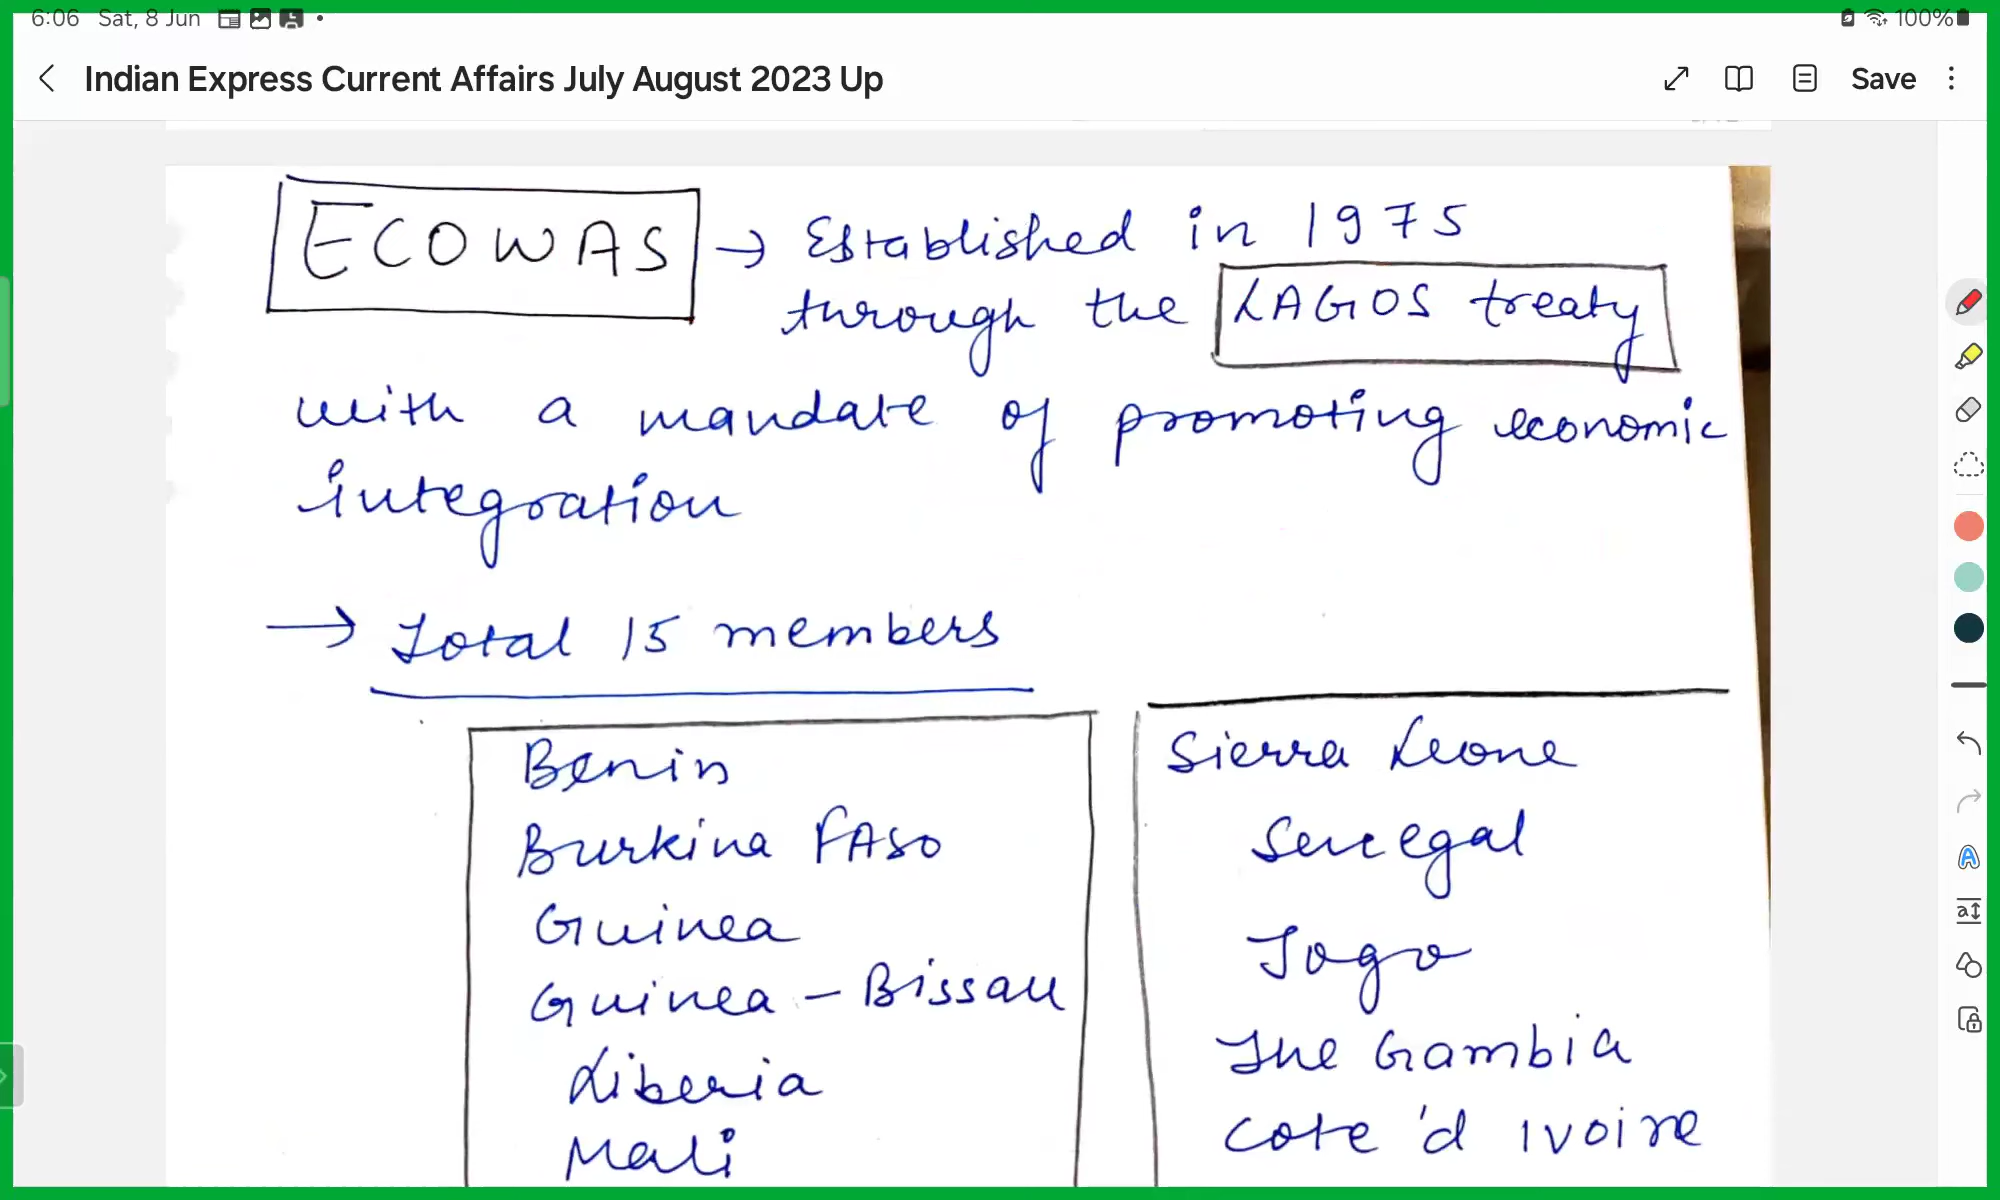 6:06 Sat, 8 Jun
100%
Indian Express Current Affairs July August 2023 Up
Save
ECOWAS → Established in 1975
through the LAGOS treaty
with a mandate of promoting economic
integration
→ Total 15 members
Benin
Burkina FASO
Guinea
Guinea - Bissau
Liberia
Mali
Sierra Leone
Senegal
Togo
The Gambia
Cote 'd Ivoire